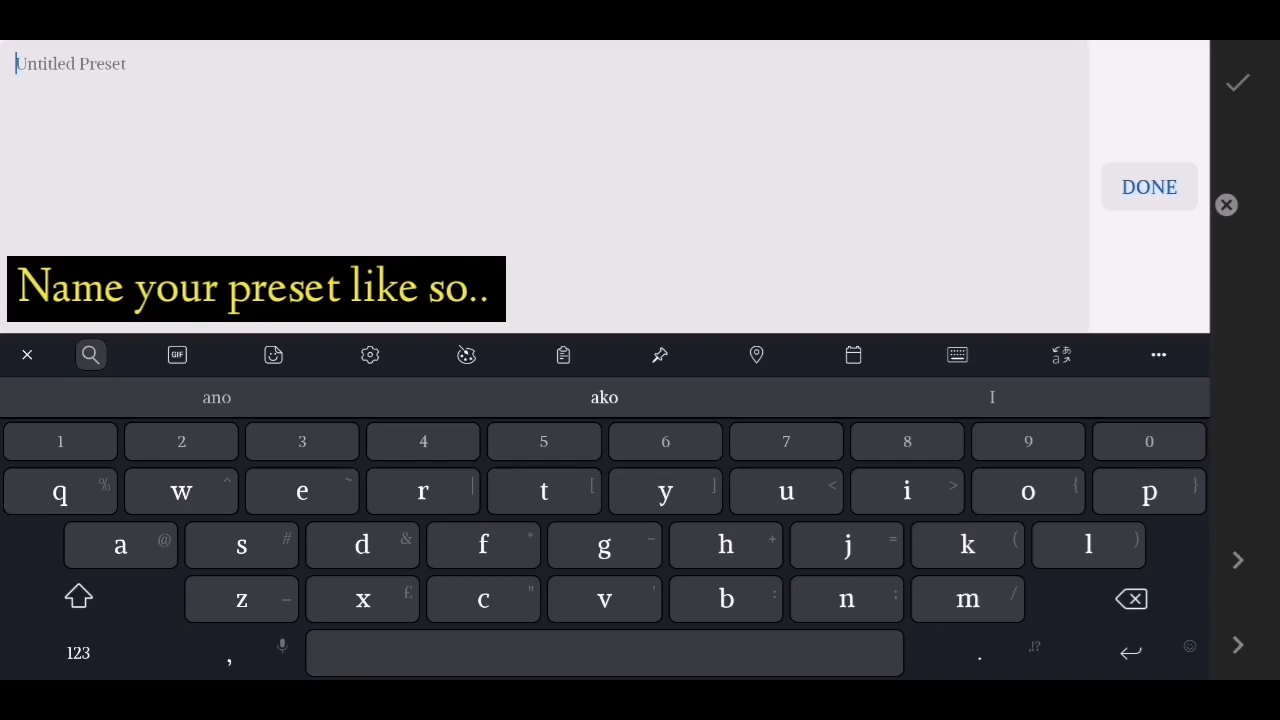 Untitled Preset
DONE
Name your preset like so..
GIF
ano ako I
1 2 3 4 5 6 7 8 9 0
q % w ^ e ~ r | t [ y ] u < i > o { p }
a @ s # d & f * g - h + j = k ( l )
z _ x £ c " v ' b : n ; m /
123 , . ,!?